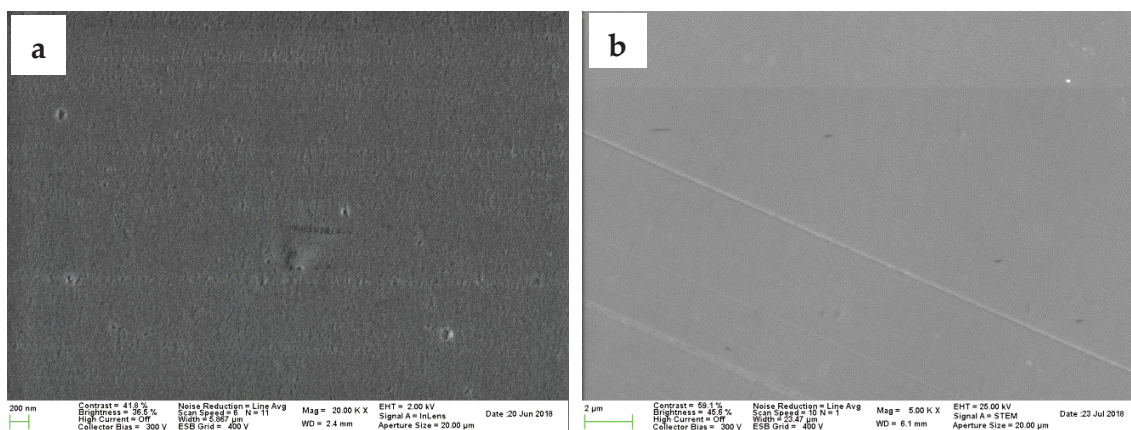 a
200 nm
Contrast = 41.8 %
Brightness = 36.5 %
High Current = Off
Collector Bias = 300 V
Noise Reduction = Line Avg
Scan Speed = 6 N = 11
Width = 5.867 µm
ESB Grid = 400 V
Mag = 20.00 K X
WD = 2.4 mm
EHT = 2.00 kV
Signal A = InLens
Aperture Size = 20.00 µm
Date :20 Jun 2018
b
2 µm
Contrast = 59.1 %
Brightness = 45.6 %
High Current = Off
Collector Bias = 300 V
Noise Reduction = Line Avg
Scan Speed = 10 N = 1
Width = 23.47 µm
ESB Grid = 400 V
Mag = 5.00 K X
WD = 6.1 mm
EHT = 25.00 kV
Signal A = STEM
Aperture Size = 20.00 µm
Date :23 Jul 2018